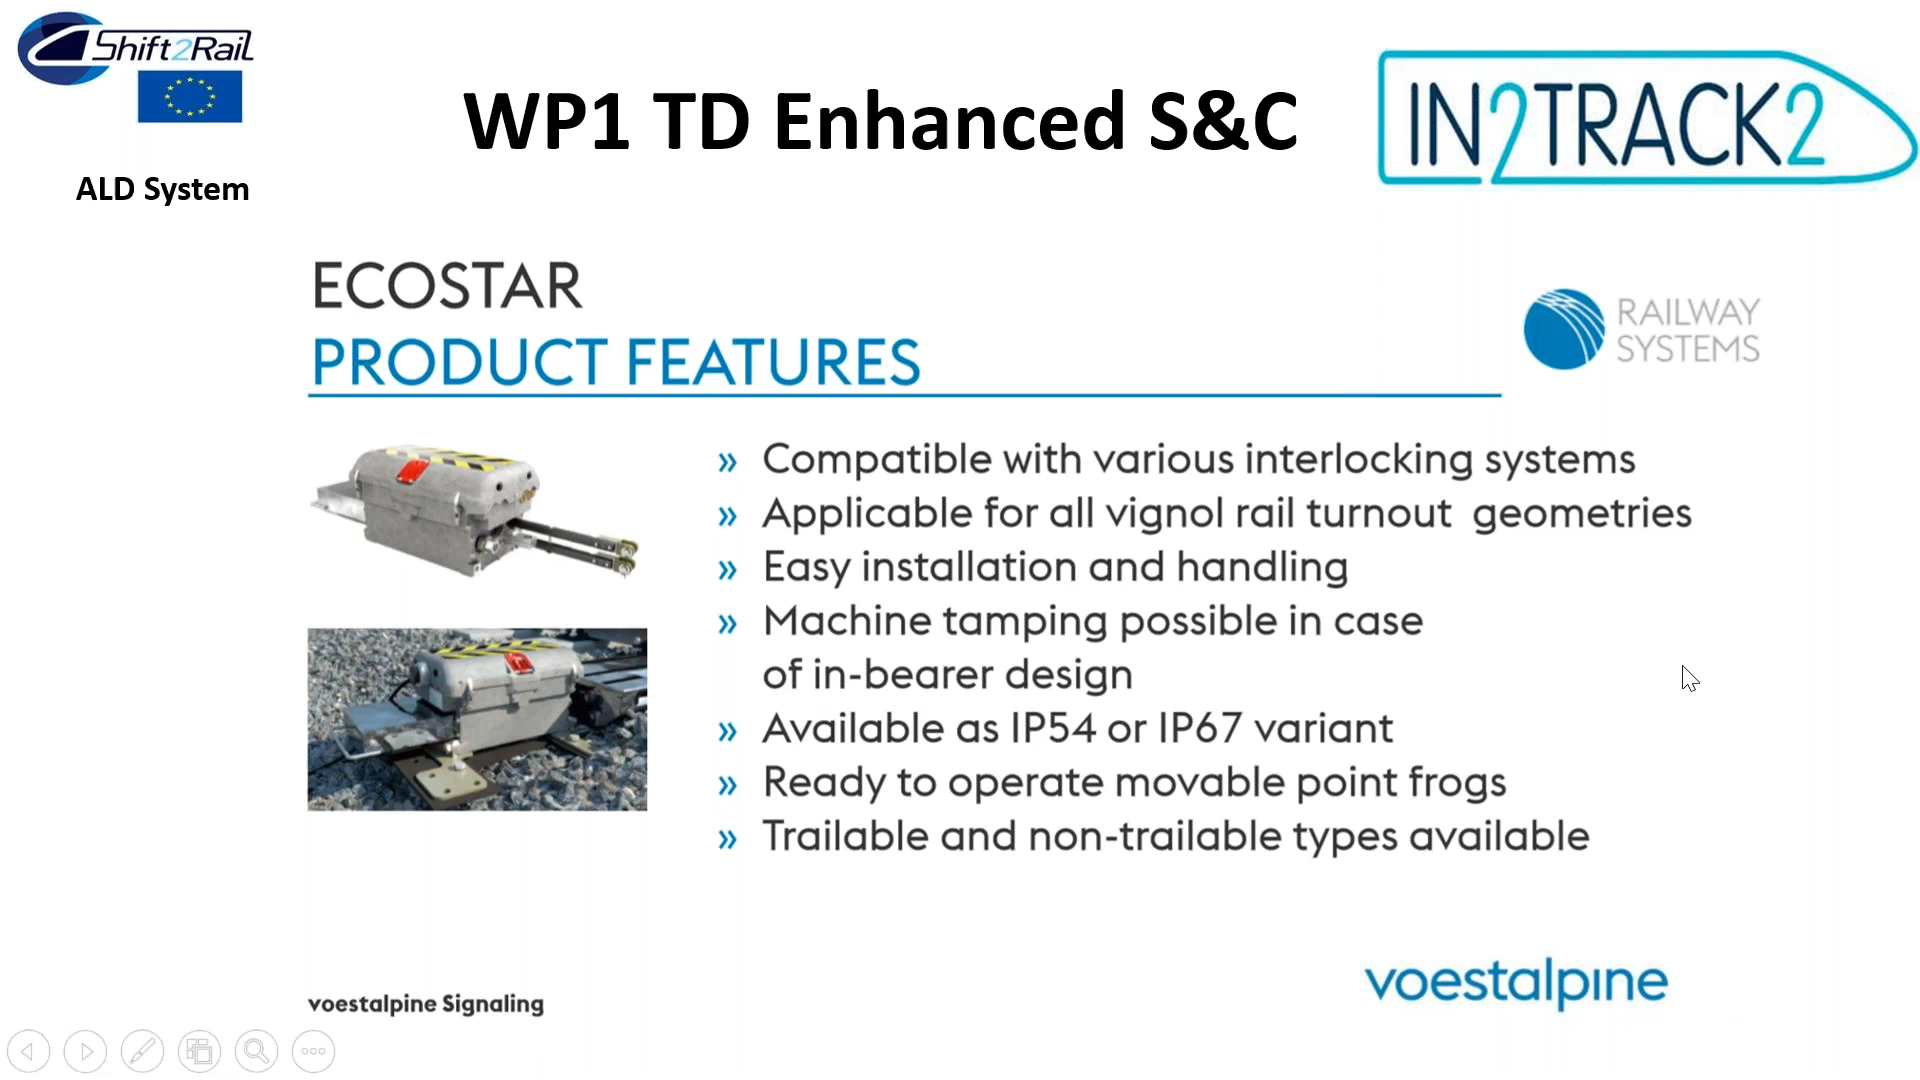 Shift2Rail
WP1 TD Enhanced S&C
IN2TRACK2
ALD System
ECOSTAR
PRODUCT FEATURES
RAILWAY
SYSTEMS
» Compatible with various interlocking systems
» Applicable for all vignol rail turnout geometries
» Easy installation and handling
» Machine tamping possible in case
of in-bearer design
» Available as IP54 or IP67 variant
» Ready to operate movable point frogs
» Trailable and non-trailable types available
voestalpine
voestalpine Signaling